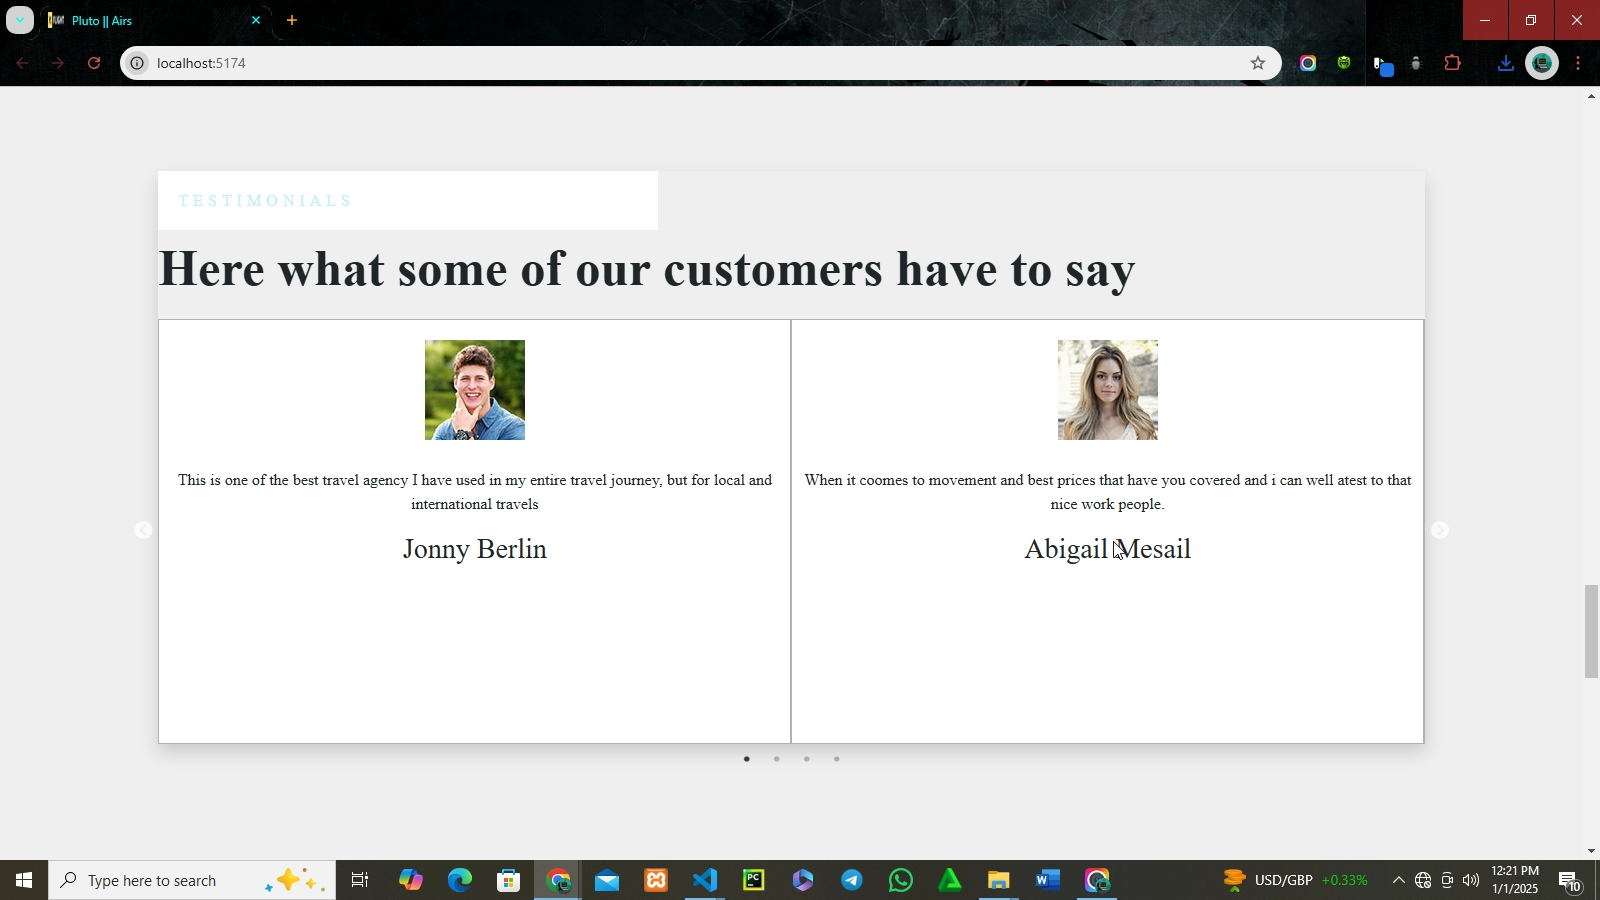 Pluto || Airs
localhost:5174
TESTIMONIALS
Here what some of our customers have to say
This is one of the best travel agency I have used in my entire travel journey, but for local and
international travels
Jonny Berlin
When it coomes to movement and best prices that have you covered and i can well atest to that
nice work people.
Abigail Mesail
Type here to search
USD/GBP +0.33%
12:21 PM
1/1/2025
10